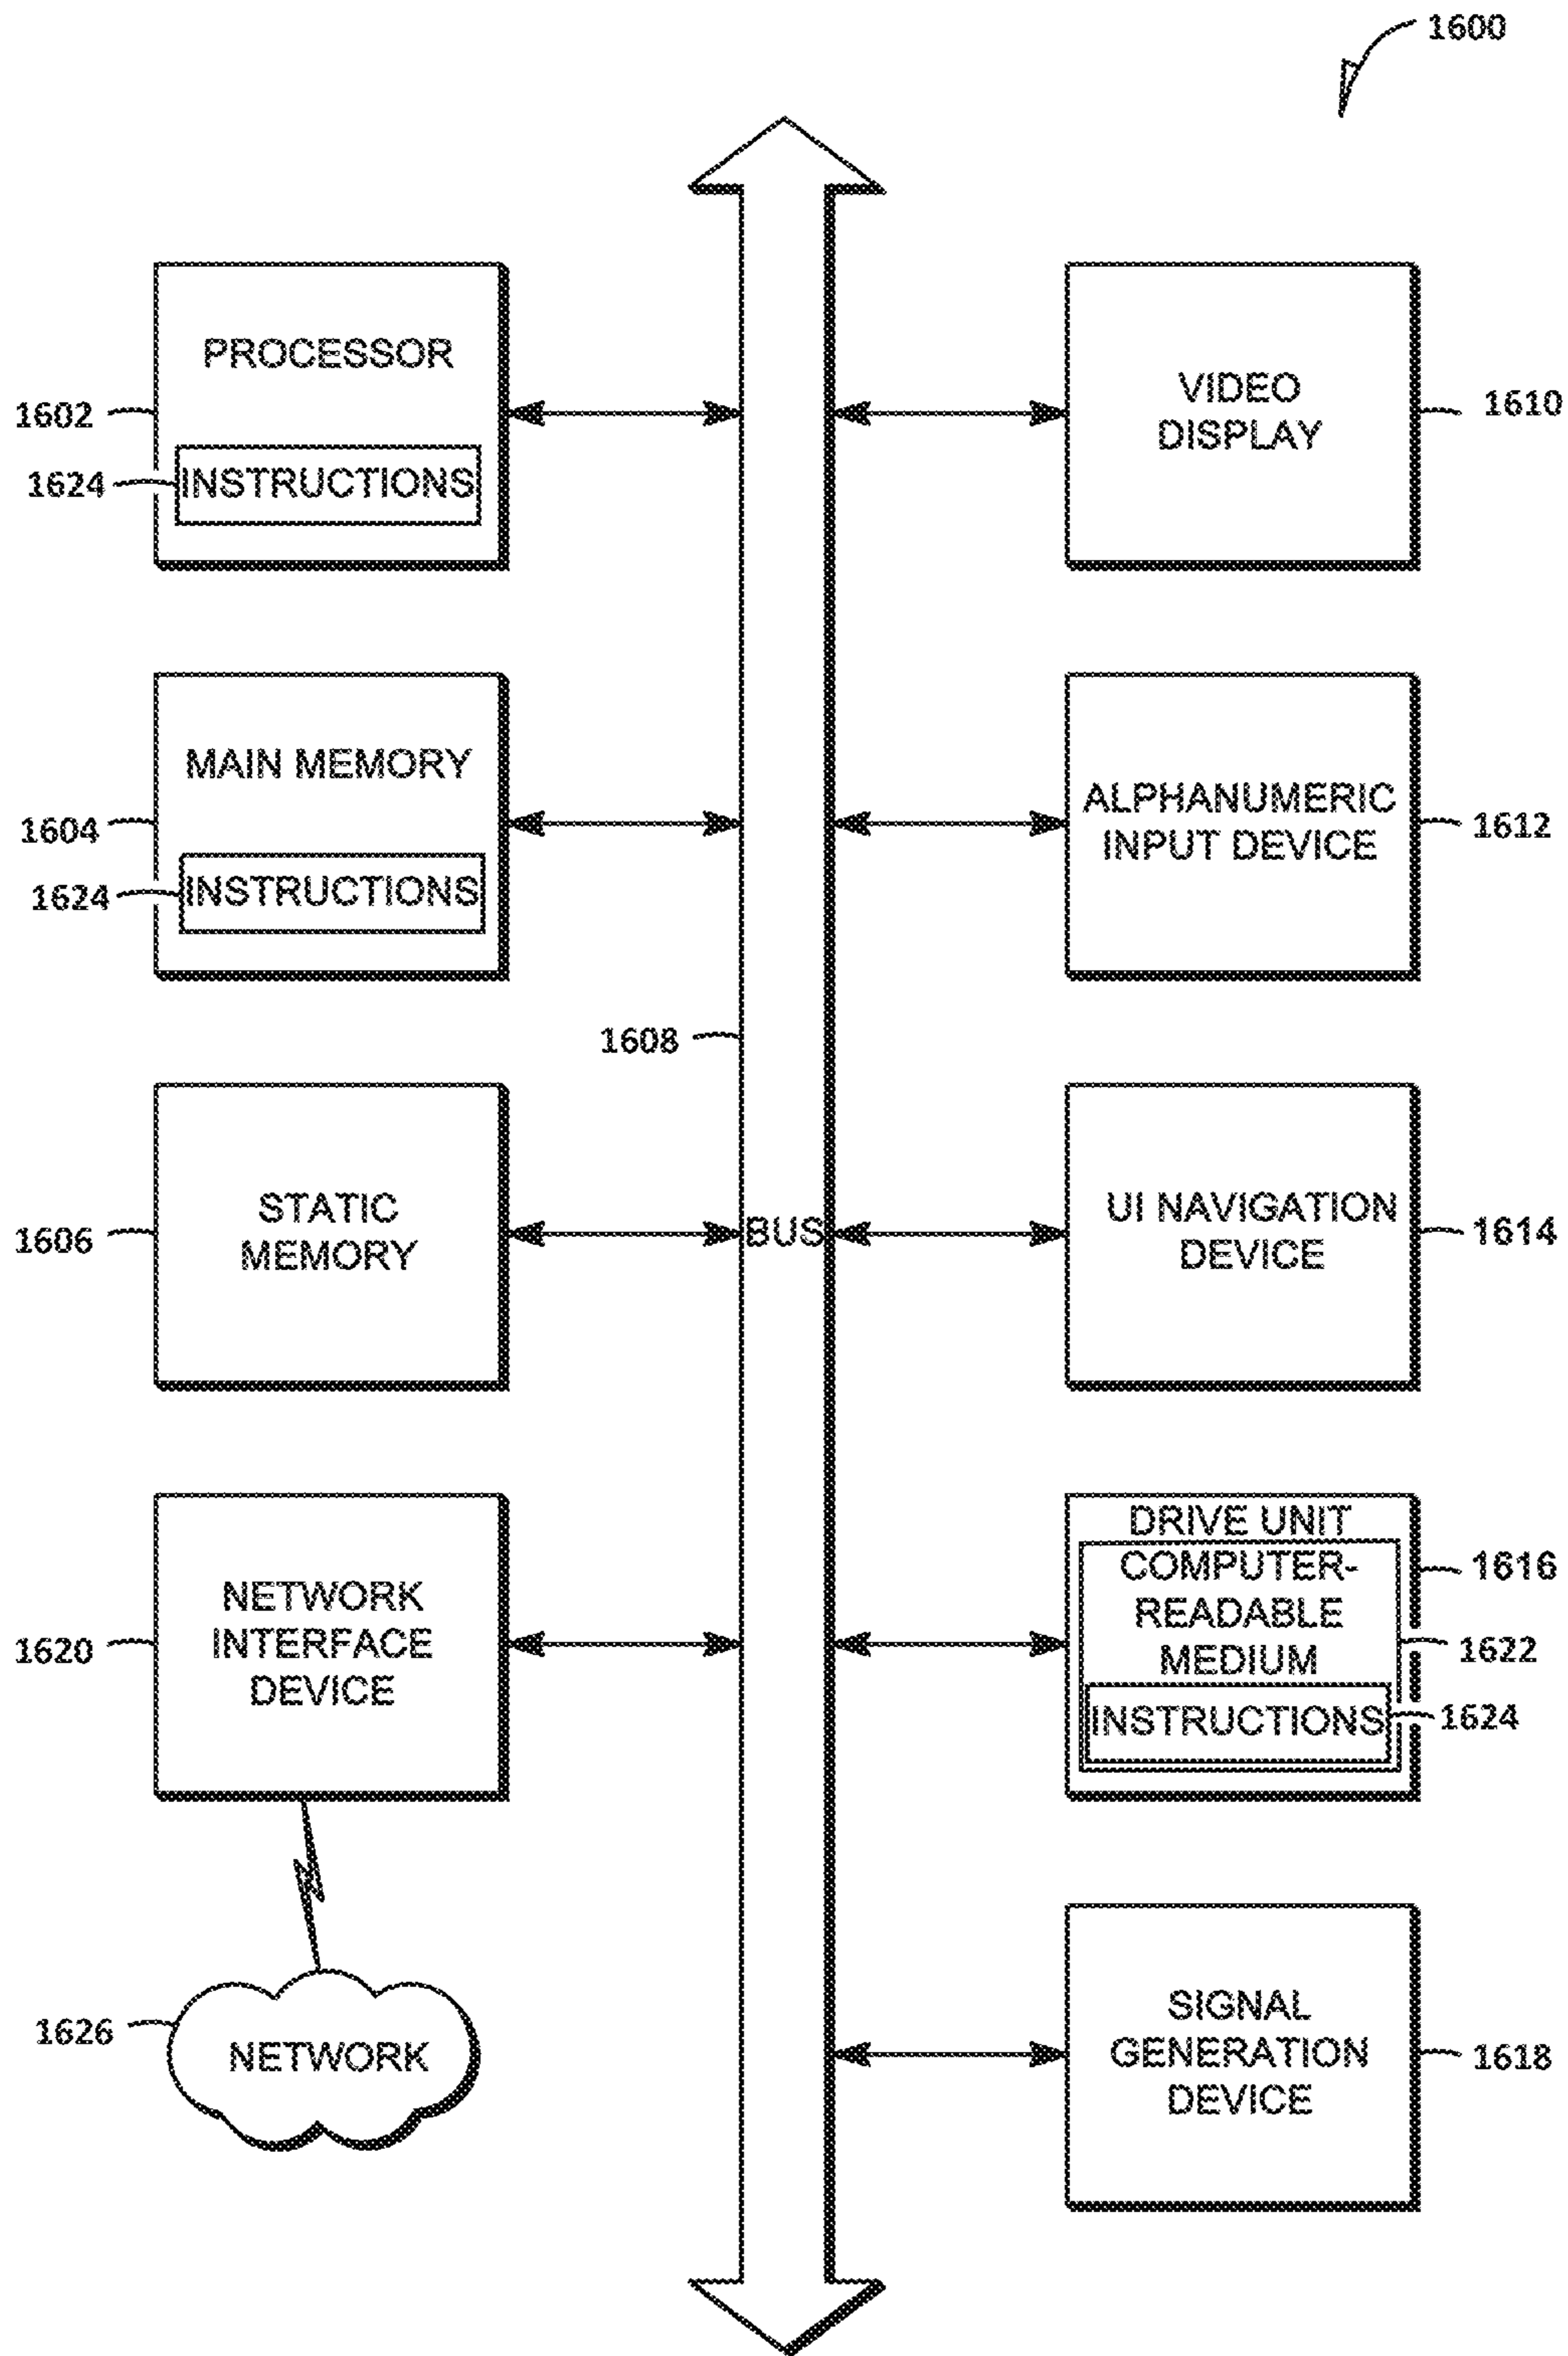 1600
PROCESSOR
1602
1624
INSTRUCTIONS
MAIN MEMORY
1604
1624
INSTRUCTIONS
1608
STATIC
MEMORY
1606
NETWORK
INTERFACE
DEVICE
1620
1626
NETWORK
BUS
VIDEO
DISPLAY
1610
ALPHANUMERIC
INPUT DEVICE
1612
UI NAVIGATION
DEVICE
1614
DRIVE UNIT
COMPUTER-
READABLE
MEDIUM
INSTRUCTIONS
1616
1622
1624
SIGNAL
GENERATION
DEVICE
1618